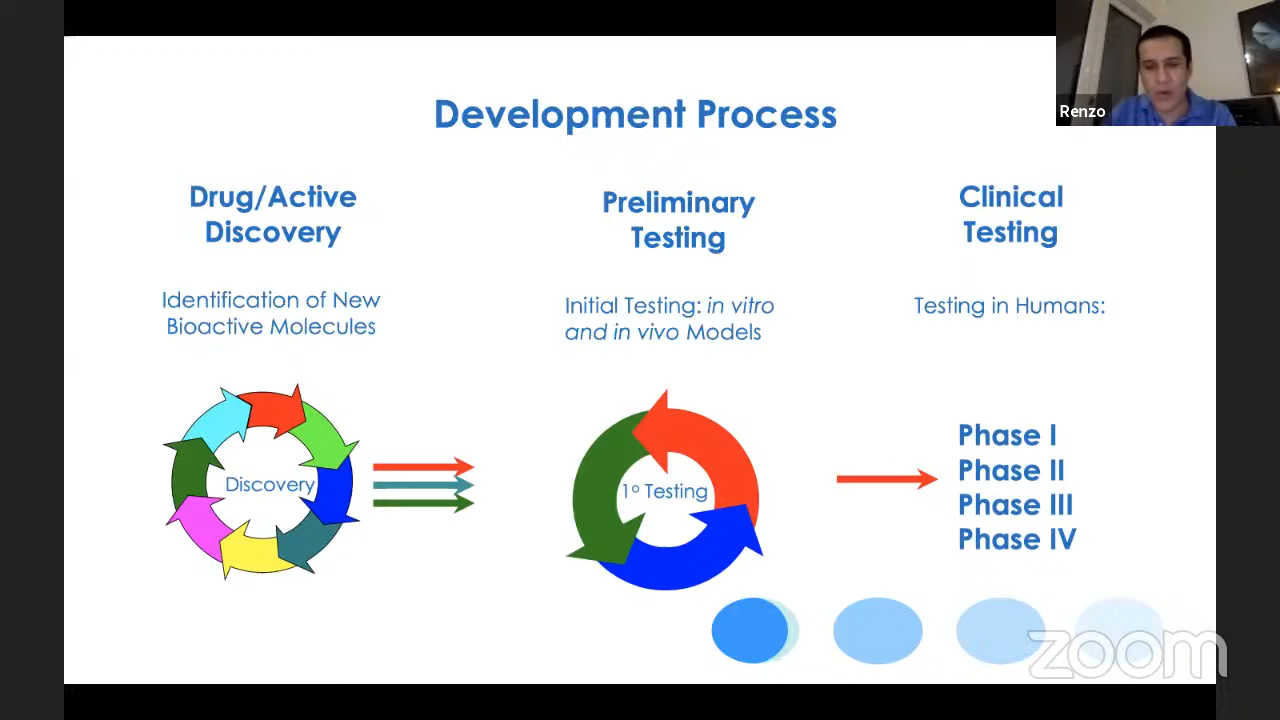 Development Process
Renzo
Drug/Active
Discovery
Identification of New
Bioactive Molecules
Discovery
Preliminary
Testing
Initial Testing: in vitro
and in vivo Models
1º Testing
Clinical
Testing
Testing in Humans:
Phase I
Phase II
Phase III
Phase IV
zoom